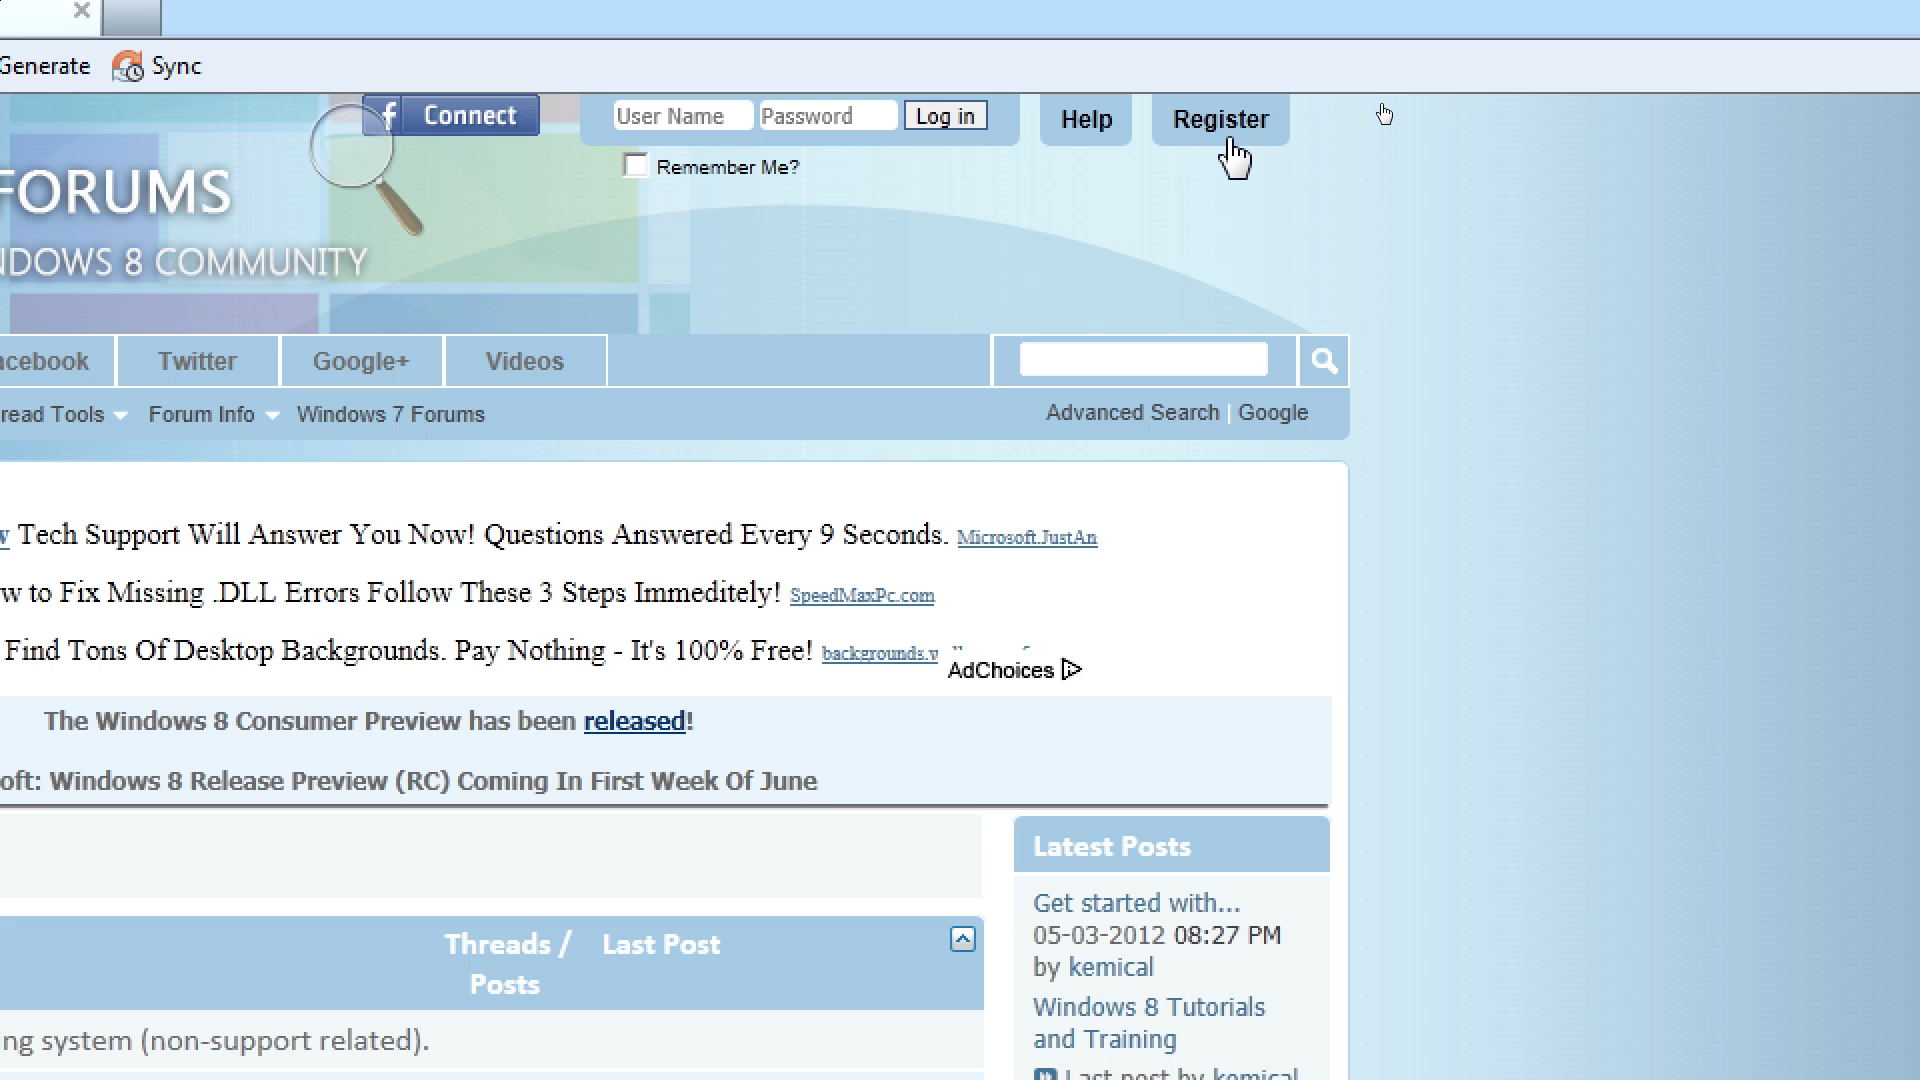 Generate Sync
f Connect
User Name Password Log in Help Register
Remember Me?
FORUMS
NDOWS 8 COMMUNITY
acebook Twitter Google+ Videos
read Tools Forum Info Windows 7 Forums
Advanced Search | Google
w Tech Support Will Answer You Now! Questions Answered Every 9 Seconds. Microsoft.JustAn
w to Fix Missing .DLL Errors Follow These 3 Steps Immeditely! SpeedMaxPc.com
Find Tons Of Desktop Backgrounds. Pay Nothing - It's 100% Free! backgrounds.w
AdChoices
The Windows 8 Consumer Preview has been released!
oft: Windows 8 Release Preview (RC) Coming In First Week Of June
Latest Posts
Get started with...
05-03-2012 08:27 PM
by kemical
Windows 8 Tutorials
and Training
Last post by kemical
Threads / Last Post
Posts
ng system (non-support related).